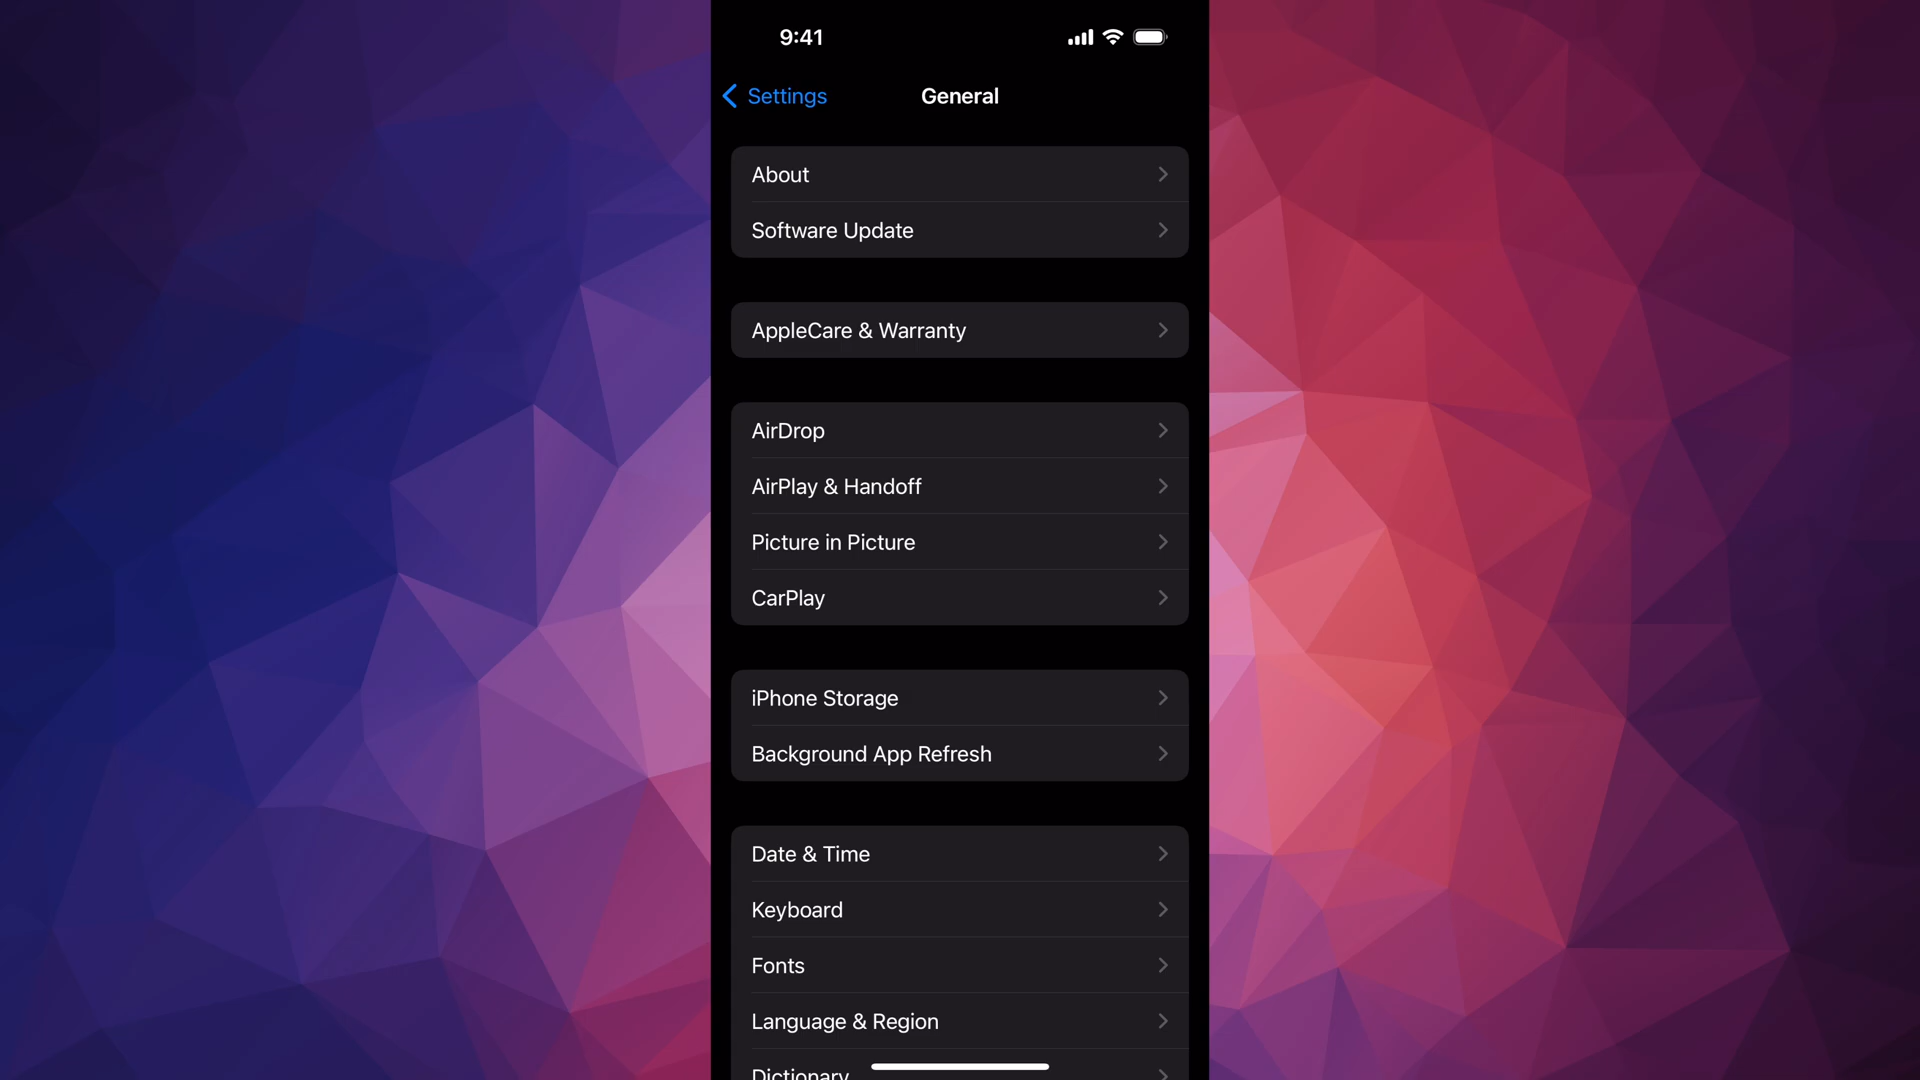 9:41
Settings
General
About
Software Update
AppleCare & Warranty
AirDrop
AirPlay & Handoff
Picture in Picture
CarPlay
iPhone Storage
Background App Refresh
Date & Time
Keyboard
Fonts
Language & Region
Dictionary